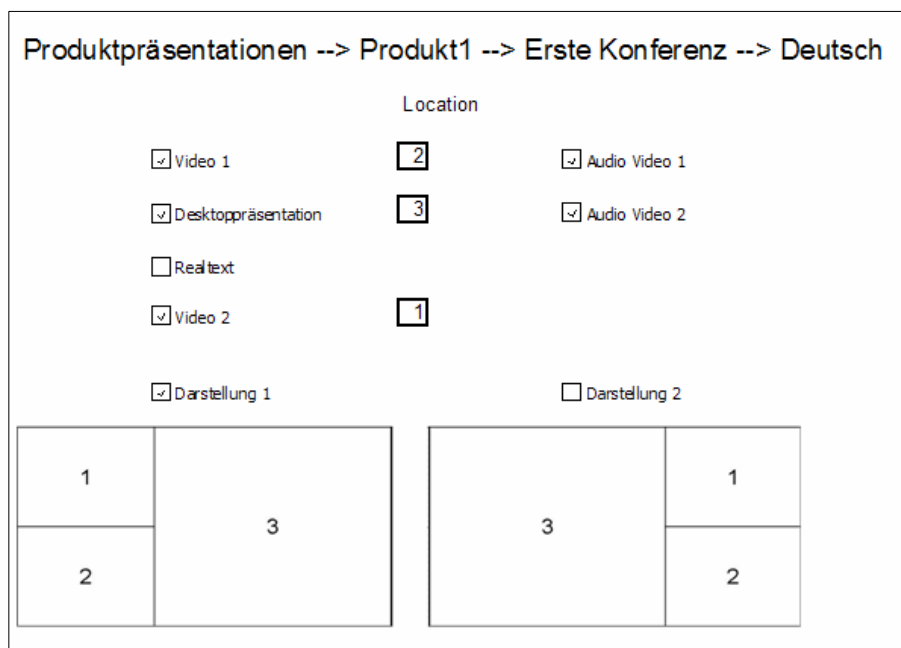 Produktpräsentationen --> Produkt1 --> Erste Konferenz --> Deutsch
Location
Video 1 2 Audio Video 1
Desktoppräsentation 3 Audio Video 2
Realtext
Video 2 1
Darstellung 1 Darstellung 2
1 1
3 3
2 2